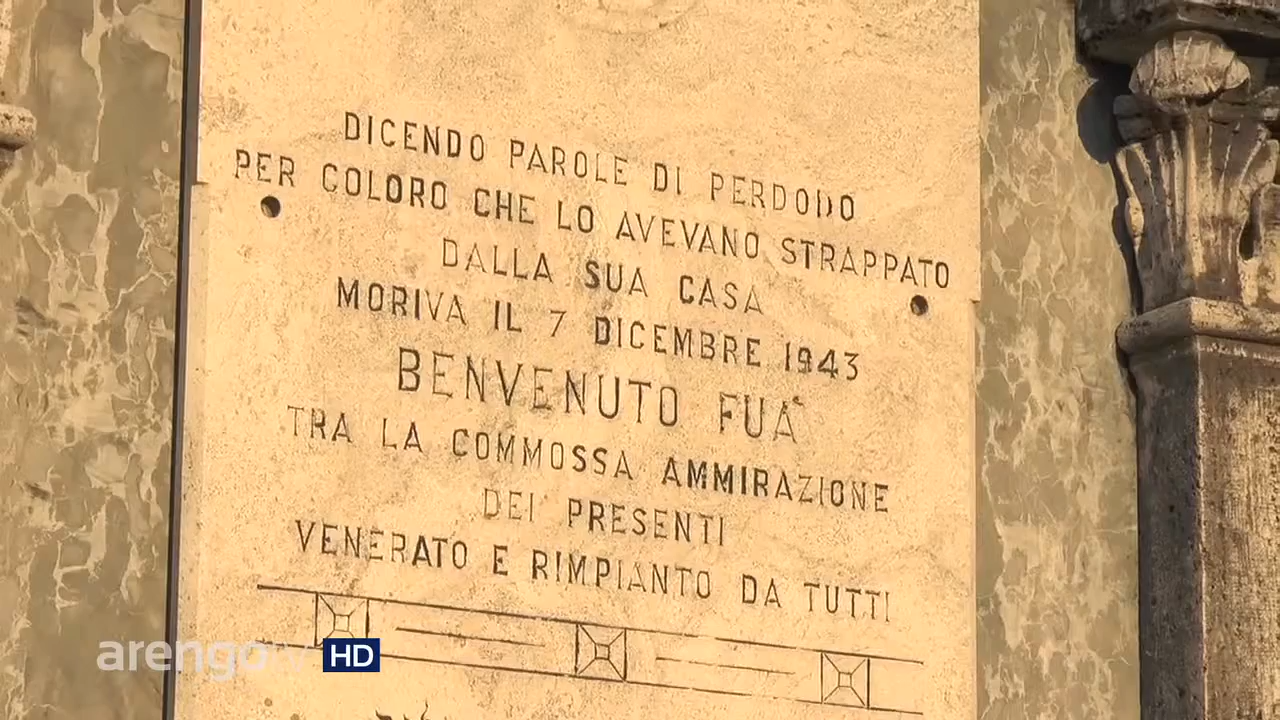 DICENDO PAROLE DI PERDODO
PER COLORO CHE LO AVEVANO STRAPPATO
DALLA SUA CASA
MORIVA IL 7 DICEMBRE 1943
BENVENUTO FUÀ
TRA LA COMMOSSA AMMIRAZIONE
DEI PRESENTI
VENERATO E RIMPIANTO DA TUTTI
arengo tv HD